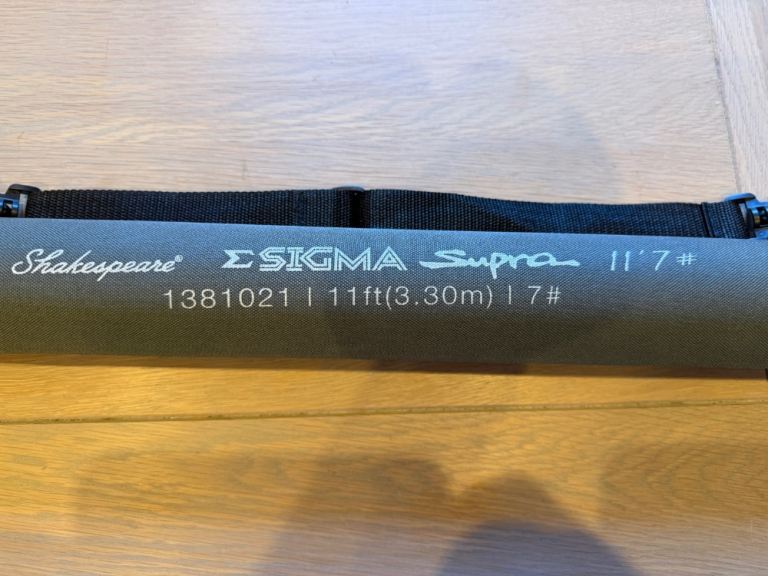 Shakespeare® ΣSIGMA Supra 11'7#
1381021 | 11ft(3.30m) | 7#